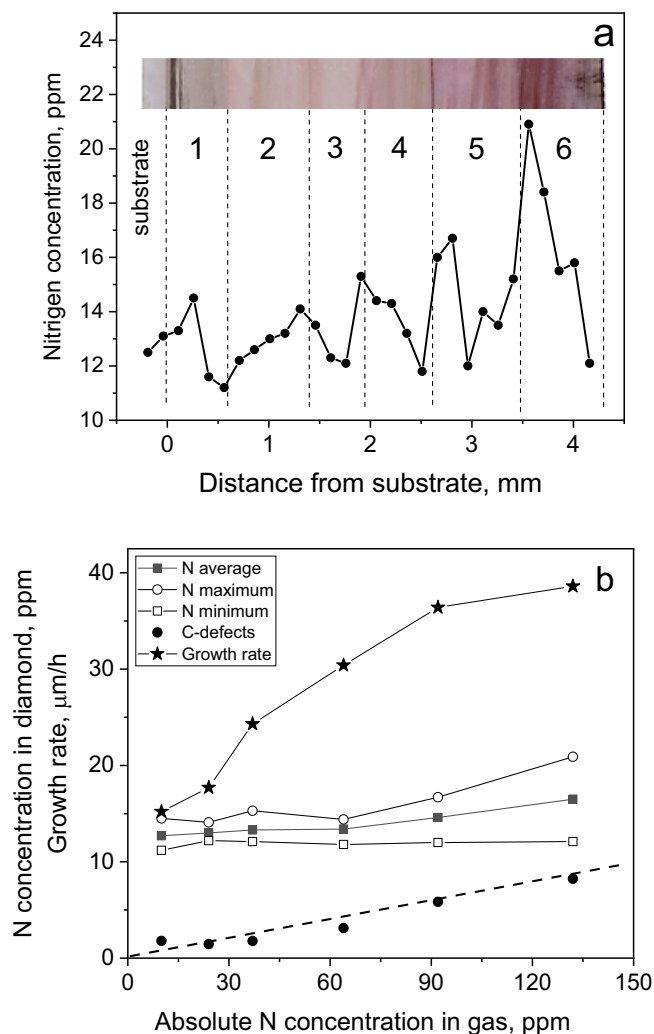 24
22
20
18
16
14
12
10
Nitrigen concentration, ppm
a
substrate
1
2
3
4
5
6
0
1
2
3
4
Distance from substrate, mm
N average
N maximum
N minimum
C-defects
Growth rate
b
40
30
20
10
0
N concentration in diamond, ppm
Growth rate, μm/h
0
30
60
90
120
150
Absolute N concentration in gas, ppm